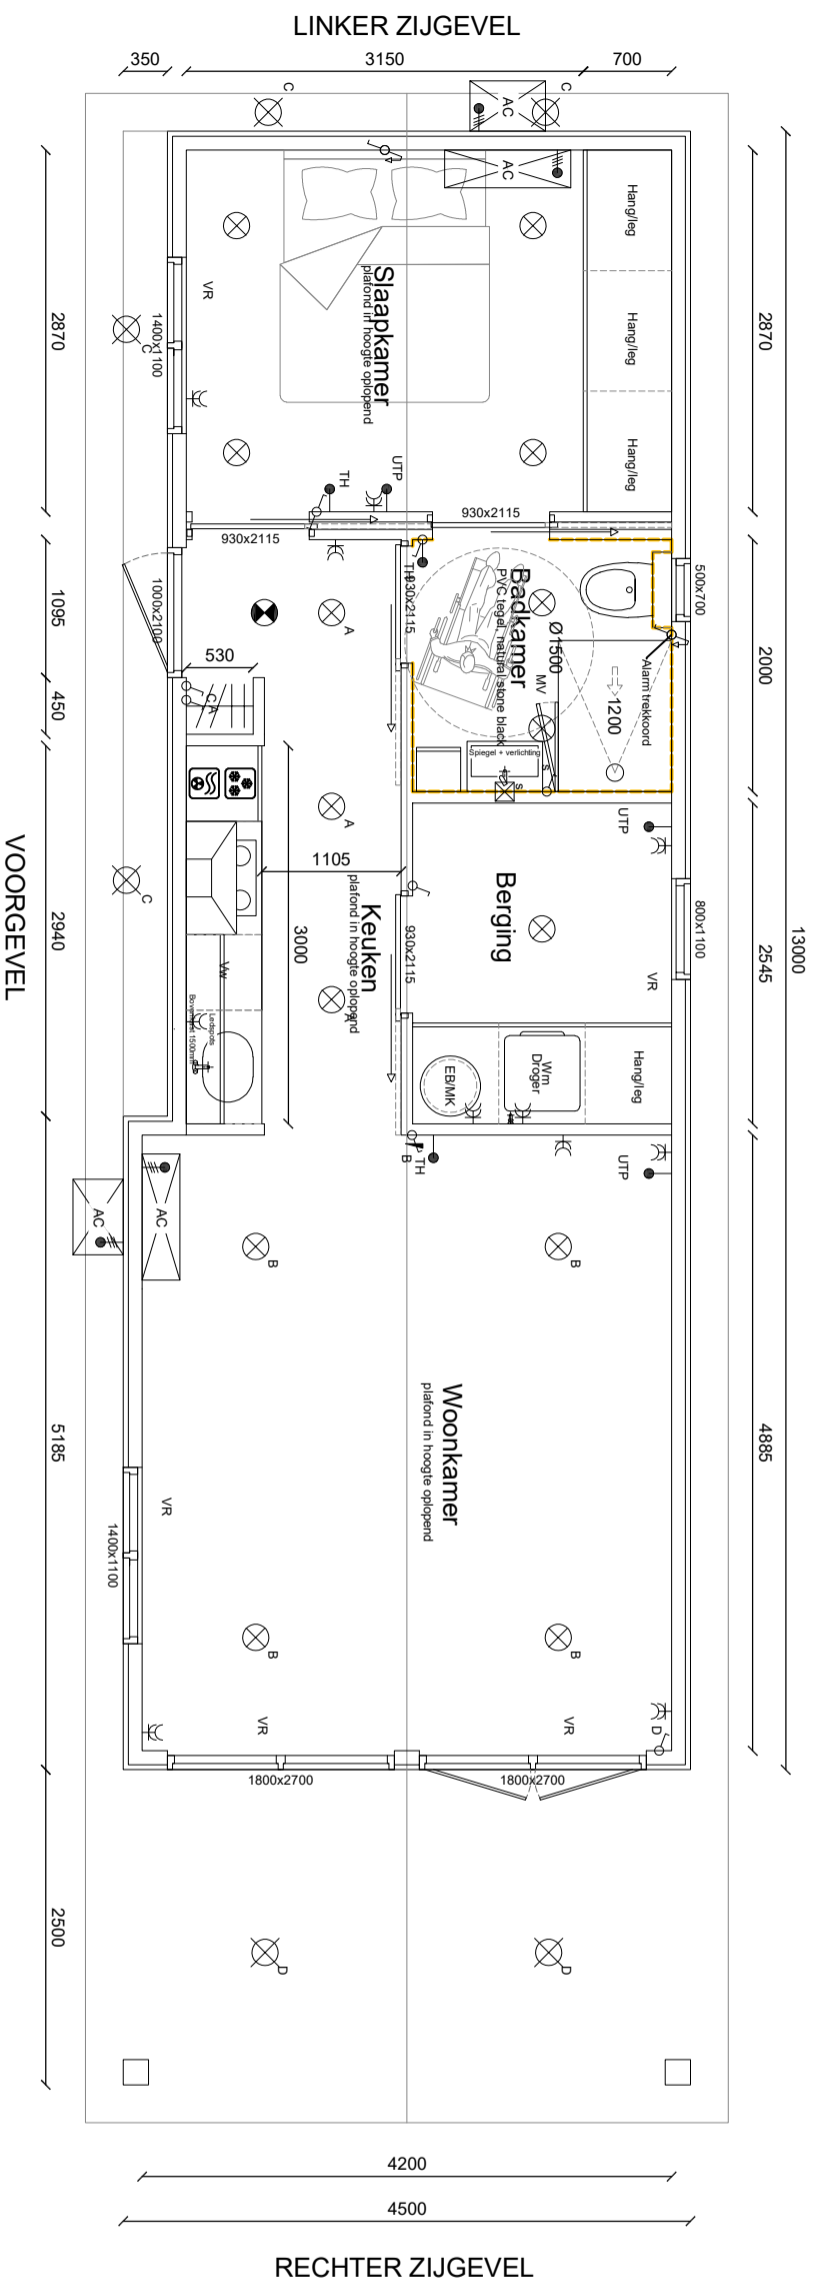 LINKER ZIJGEVEL
350
3150
700
C
AC
C
AC
Hang/leg
Hang/leg
Hang/leg
Slaapkamer
plafond in hoogte oplopend
VR
1400x1100
C
2870
2870
13000
TH
UTP
930x2115
930x2115
1000x2100
1095
A
TH
930x2115
Badkamer
PVC tegel, natural stone black
Ø1500
MV
500x700
Alarm trekkoord
1200
2000
530
450
C
A
Spiegel + verlichting
s
s
A
1105
3000
Keuken
plafond in hoogte oplopend
A
930x2115
Berging
UTP
VR
800x1100
2545
C
2940
VOORGEVEL
Vw
Ledspots
Bovenkast 1500mm
EB/MK
Wm
Droger
Hang/leg
B
TH
UTP
AC
AC
B
B
Woonkamer
plafond in hoogte oplopend
4885
5185
VR
1400x1100
B
B
VR
VR
D
1800x2700
1800x2700
2500
D
D
4200
4500
RECHTER ZIJGEVEL